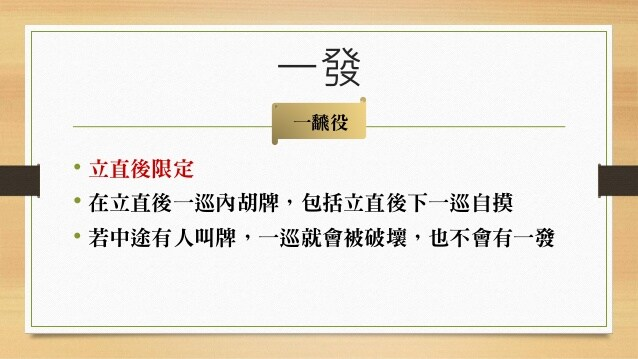 一發
一飜役
• 立直後限定
• 在立直後一巡內胡牌，包括立直後下一巡自摸
• 若中途有人叫牌，一巡就會被破壞，也不會有一發